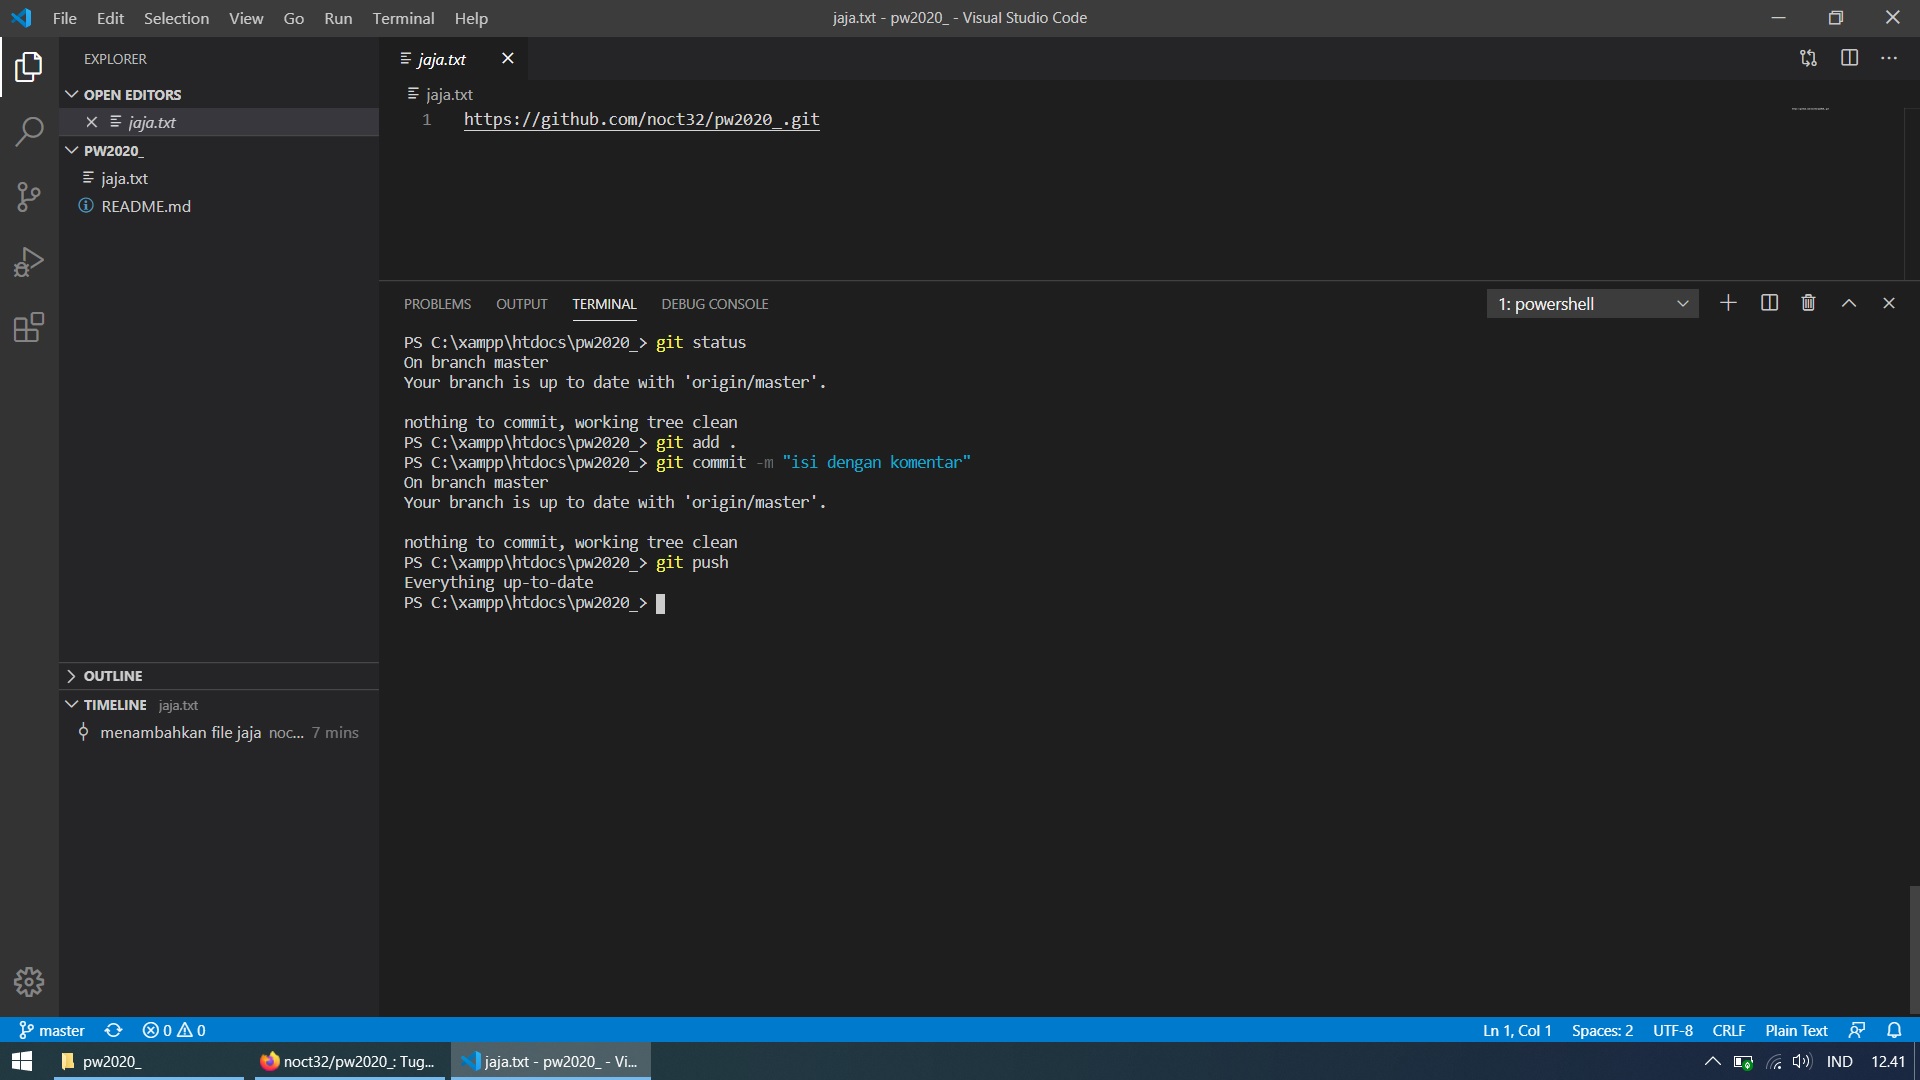 File Edit Selection View Go Run Terminal Help
jaja.txt - pw2020_ - Visual Studio Code
EXPLORER
OPEN EDITORS
jaja.txt
PW2020_
jaja.txt
README.md
OUTLINE
TIMELINE jaja.txt
menambahkan file jaja noc... 7 mins
jaja.txt
jaja.txt
1 https://github.com/noct32/pw2020_.git
PROBLEMS OUTPUT TERMINAL DEBUG CONSOLE
1: powershell
PS C:\xampp\htdocs\pw2020_> git status
On branch master
Your branch is up to date with 'origin/master'.
nothing to commit, working tree clean
PS C:\xampp\htdocs\pw2020_> git add .
PS C:\xampp\htdocs\pw2020_> git commit -m "isi dengan komentar"
On branch master
Your branch is up to date with 'origin/master'.
nothing to commit, working tree clean
PS C:\xampp\htdocs\pw2020_> git push
Everything up-to-date
PS C:\xampp\htdocs\pw2020_>
master 0 0
Ln 1, Col 1 Spaces: 2 UTF-8 CRLF Plain Text
pw2020_
noct32/pw2020_: Tug...
jaja.txt - pw2020_ - Vi...
IND 12.41